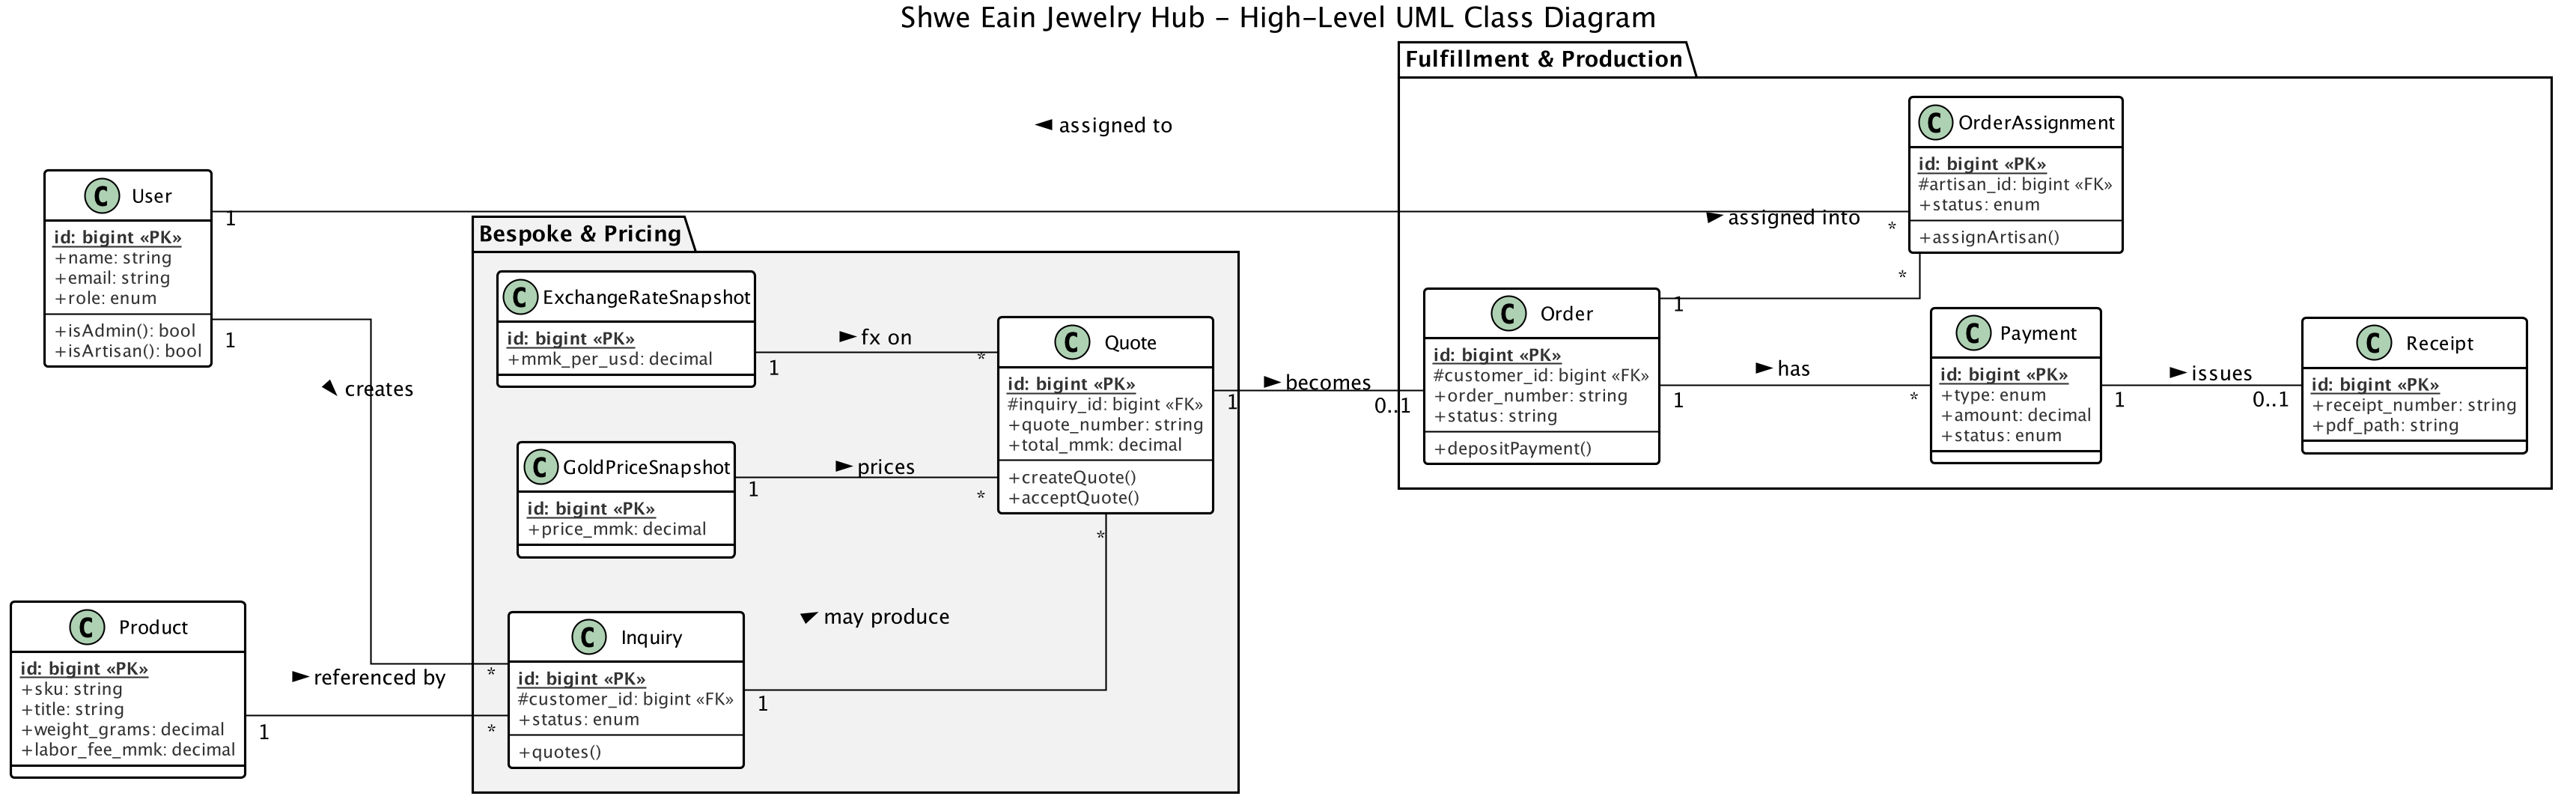 Shwe Eain Jewelry Hub - High-Level UML Class Diagram
Fulfillment & Production
C OrderAssignment
id: bigint «PK»
#artisan_id: bigint «FK»
+status: enum
+assignArtisan()
◄ assigned to
C User
id: bigint «PK»
+name: string
+email: string
+role: enum
+isAdmin(): bool
+isArtisan(): bool
1
► assigned into
*
Bespoke & Pricing
C ExchangeRateSnapshot
id: bigint «PK»
+mmk_per_usd: decimal
► fx on
1
*
C Quote
id: bigint «PK»
#inquiry_id: bigint «FK»
+quote_number: string
+total_mmk: decimal
+createQuote()
+acceptQuote()
► becomes
1
0..1
C Order
id: bigint «PK»
#customer_id: bigint «FK»
+order_number: string
+status: string
+depositPayment()
1
*
► has
1
*
C Payment
id: bigint «PK»
+type: enum
+amount: decimal
+status: enum
► issues
1
0..1
C Receipt
id: bigint «PK»
+receipt_number: string
+pdf_path: string
1
creates
C GoldPriceSnapshot
id: bigint «PK»
+price_mmk: decimal
► prices
1
*
*
may produce
C Product
id: bigint «PK»
+sku: string
+title: string
+weight_grams: decimal
+labor_fee_mmk: decimal
► referenced by
*
1
*
C Inquiry
id: bigint «PK»
#customer_id: bigint «FK»
+status: enum
+quotes()
1